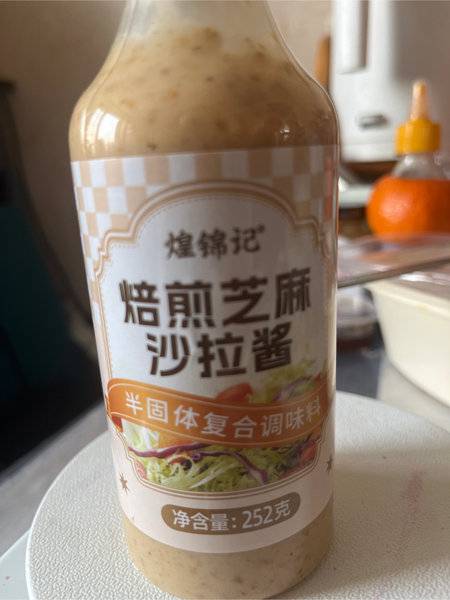 煌锦记®
焙煎芝麻
沙拉酱
半固体复合调味料
净含量:252克